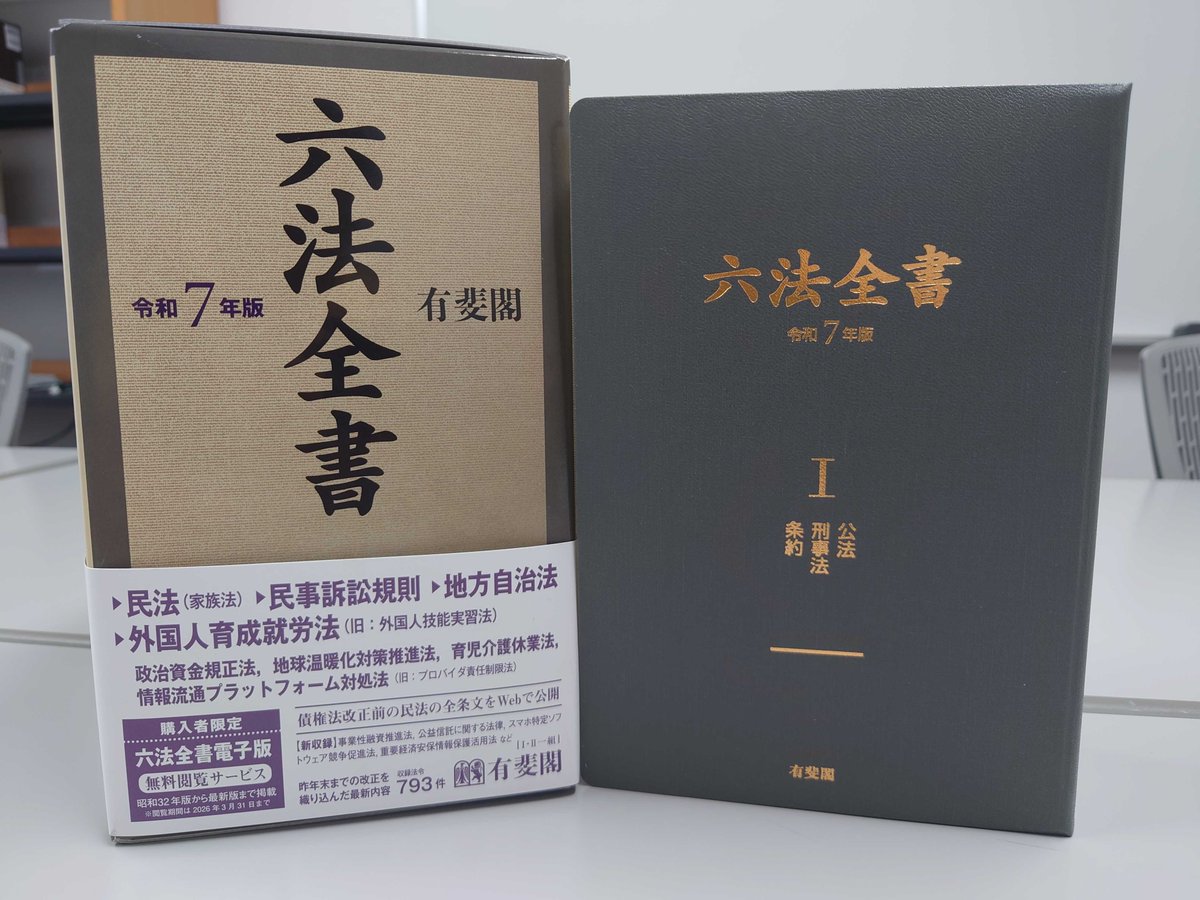 六法全書
令和7年版
有斐閣
▶民法(家族法) ▶民事訴訟規則 ▶地方自治法
▶外国人育成就労法(旧:外国人技能実習法)
政治資金規正法,地球温暖化対策推進法,育児介護休業法,
情報流通プラットフォーム対処法(旧:プロバイダ責任制限法)
購入者限定
六法全書電子版
無料閲覧サービス
昭和32年版から最新版まで掲載
※閲覧期間は2026年3月31日まで
債権法改正前の民法の全条文をWebで公開
【新収録】事業性融資推進法,公益信託に関する法律,スマホ特定ソフ
トウェア競争促進法,重要経済安保情報保護活用法 など
[I・II一組]
昨年末までの改正を
織り込んだ最新内容
収録法令
793件
有斐閣
六法全書
令和7年版
I
公法
刑事法
条約
有斐閣